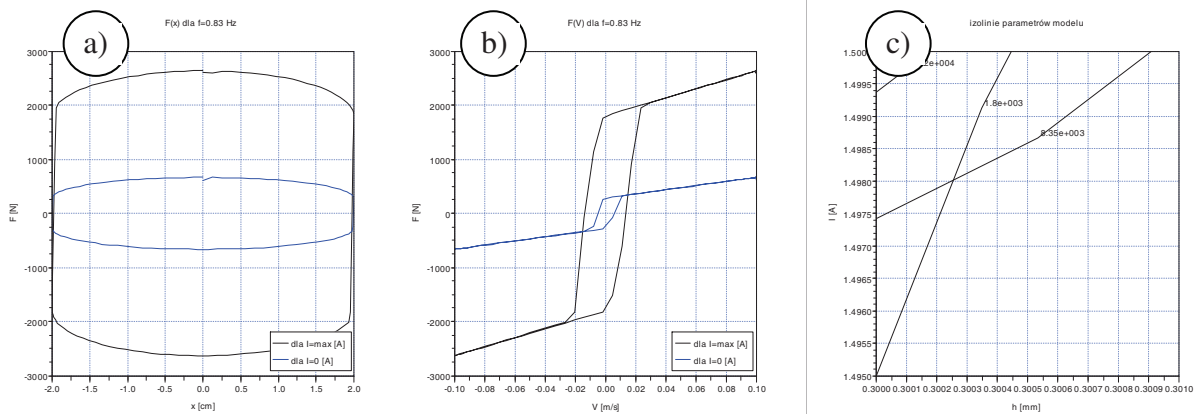 a)
F(x) dla f=0.83 Hz
3000
2000
1000
0
-1000
-2000
-3000
F [N]
dla I=max [A]
dla I=0 [A]
-2.0 -1.5 -1.0 -0.5 0.0 0.5 1.0 1.5 2.0
x [cm]
b)
F(V) dla f=0.83 Hz
3000
2000
1000
0
-1000
-2000
-3000
F [N]
dla I=max [A]
dla I=0 [A]
-0.10 -0.08 -0.06 -0.04 -0.02 0.00 0.02 0.04 0.06 0.08 0.10
V [m/s]
c)
izolinie parametrów modelu
1.500
1.4995
1.4990
1.4985
1.4980
1.4975
1.4970
1.4965
1.4960
1.4955
1.4950
I [A]
2e+004
1.8e+003
8.35e+003
0.3000 0.3001 0.3002 0.3003 0.3004 0.3005 0.3006 0.3007 0.3008 0.3009 0.3010
h [mm]